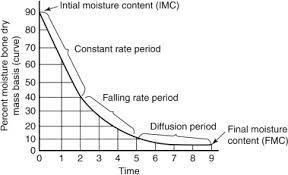 Intial moisture content (IMC)
Constant rate period
Falling rate period
Diffusion period
Final moisture
content (FMC)
Percent moisture bone dry
mass basis (curve)
90
80
70
60
50
40
30
20
10
0
0 1 2 3 4 5 6 7 8 9
Time